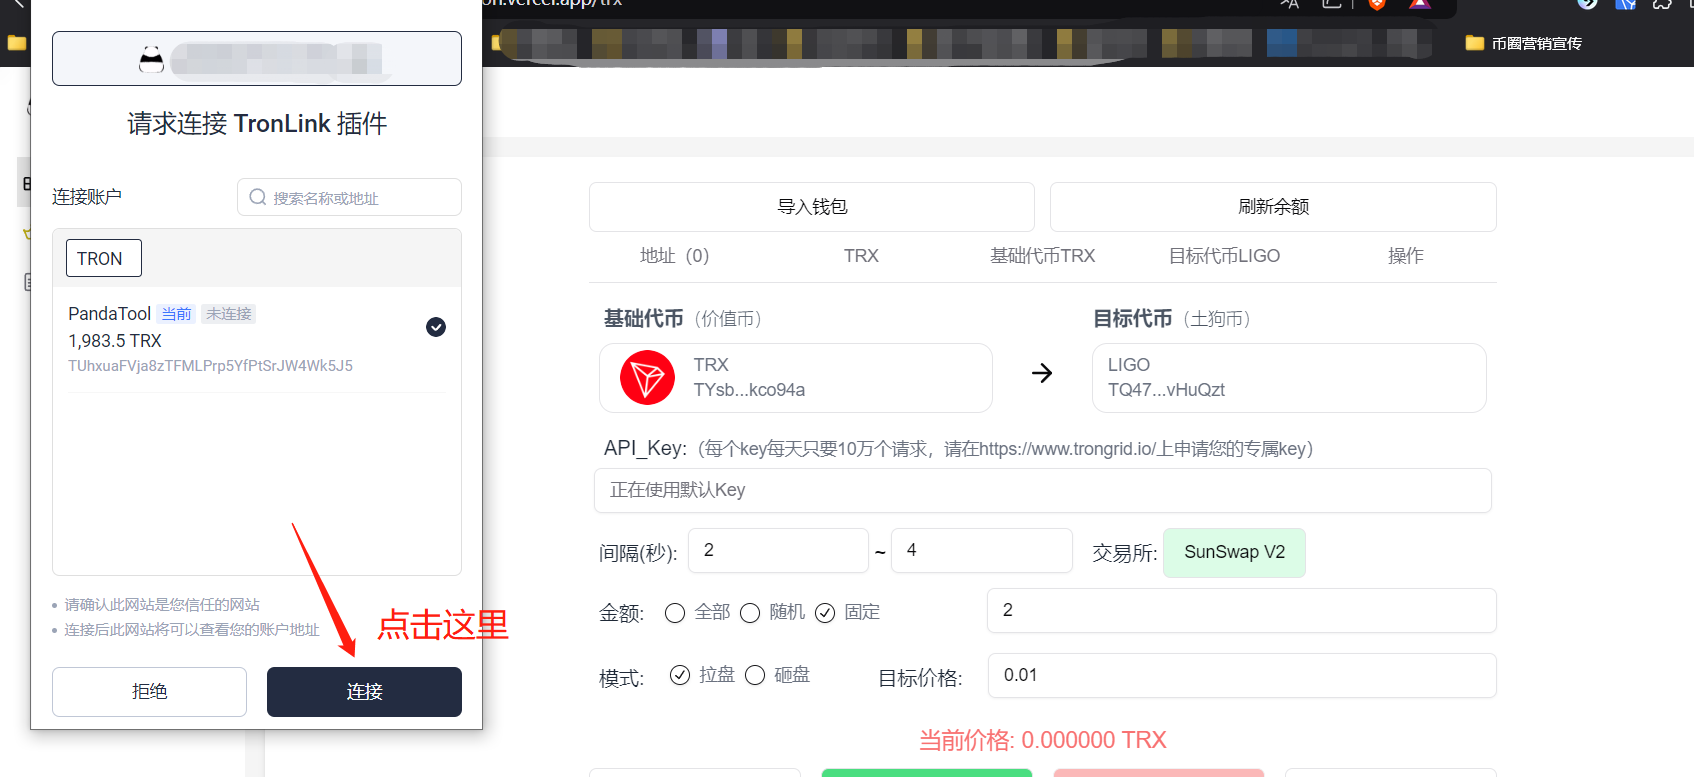 币圈营销宣传
请求连接 TronLink 插件
连接账户
搜索名称或地址
TRON
PandaTool 当前 未连接
1,983.5 TRX
TUhxuaFVja8zTFMLPrp5YfPtSrJW4Wk5J5
请确认此网站是您信任的网站
连接后此网站将可以查看您的账户地址
点击这里
拒绝
连接
导入钱包
刷新余额
地址（0） TRX 基础代币TRX 目标代币LIGO 操作
基础代币（价值币）
目标代币（土狗币）
TRX
TYsb...kco94a
LIGO
TQ47...vHuQzt
API_Key:（每个key每天只要10万个请求，请在https://www.trongrid.io/上申请您的专属key）
正在使用默认Key
间隔(秒): 2 ~ 4 交易所: SunSwap V2
金额: 全部 随机 固定 2
模式: 拉盘 砸盘 目标价格: 0.01
当前价格: 0.000000 TRX